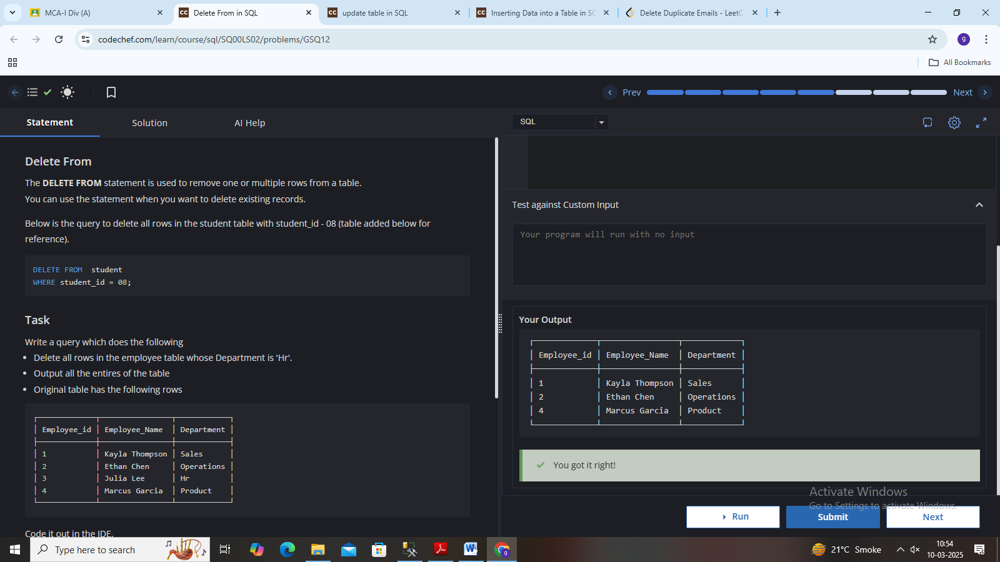 MCA-I Div (A)
Delete From in SQL
update table in SQL
Inserting Data into a Table in SC
Delete Duplicate Emails - LeetC
codechef.com/learn/course/sql/SQ00LS02/problems/GSQ12
g
All Bookmarks
Prev
Next
Statement
Solution
AI Help
SQL
Delete From
The DELETE FROM statement is used to remove one or multiple rows from a table.
You can use the statement when you want to delete existing records.
Below is the query to delete all rows in the student table with student_id - 08 (table added below for
reference).
DELETE FROM  student
WHERE student_id = 08;
Task
Write a query which does the following
• Delete all rows in the employee table whose Department is 'Hr'.
• Output all the entires of the table
• Original table has the following rows
Employee_id | Employee_Name | Department
1 | Kayla Thompson | Sales
2 | Ethan Chen | Operations
3 | Julia Lee | Hr
4 | Marcus Garcia | Product
Code it out in the IDE.
Test against Custom Input
Your program will run with no input
Your Output
Employee_id | Employee_Name | Department
1 | Kayla Thompson | Sales
2 | Ethan Chen | Operations
4 | Marcus Garcia | Product
You got it right!
Activate Windows
Go to Settings to activate Windows.
Run
Submit
Next
Type here to search
21°C Smoke
10:54
10-03-2025